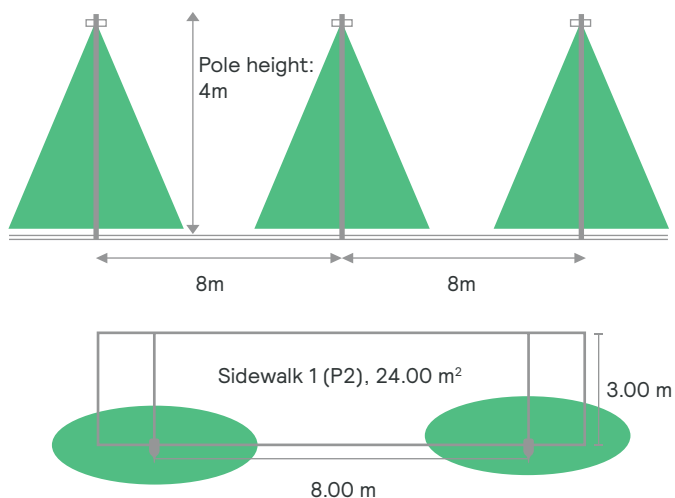 Pole height:
4m
8m
8m
Sidewalk 1 (P2), 24.00 m²
3.00 m
8.00 m